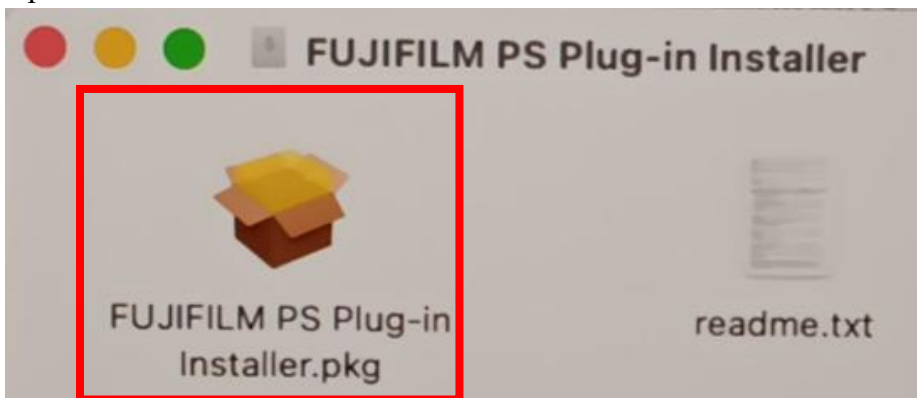 FUJIFILM PS Plug-in Installer
FUJIFILM PS Plug-in
Installer.pkg
readme.txt